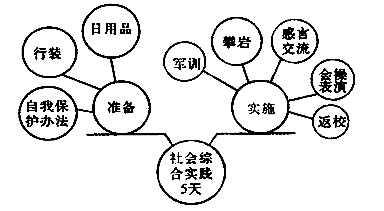 日用品
行装
自我保
护办法
准备
军训
攀岩
感言
交流
会操
表演
返校
实施
社会综
合实践
5天